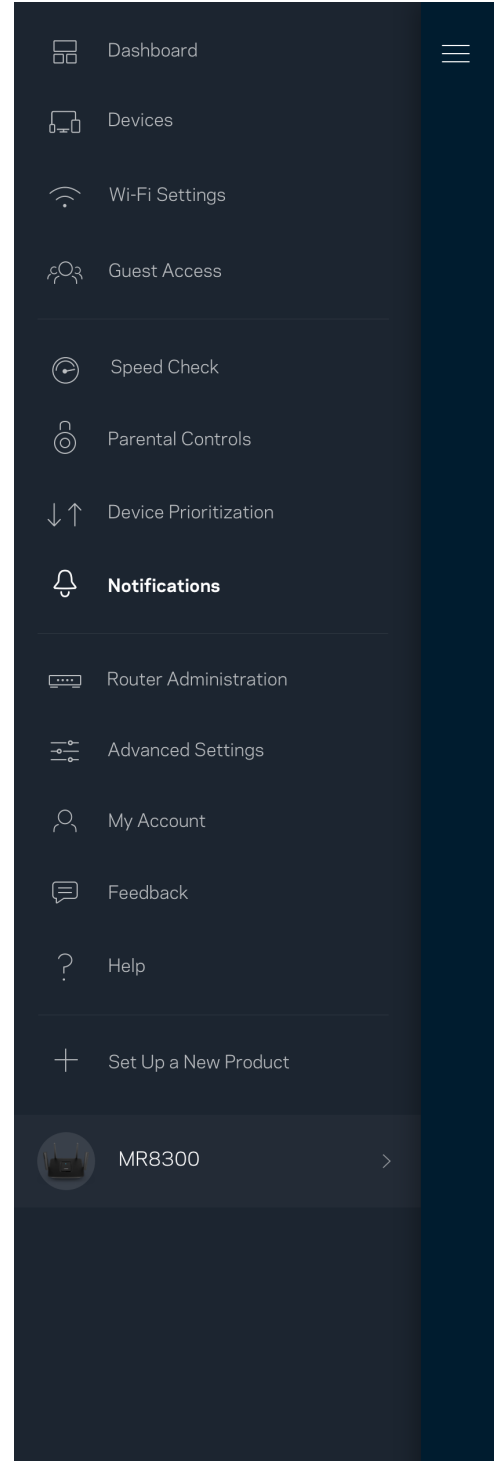 Dashboard
Devices
Wi-Fi Settings
Guest Access
Speed Check
Parental Controls
Device Prioritization
Notifications
Router Administration
Advanced Settings
My Account
Feedback
Help
Set Up a New Product
MR8300